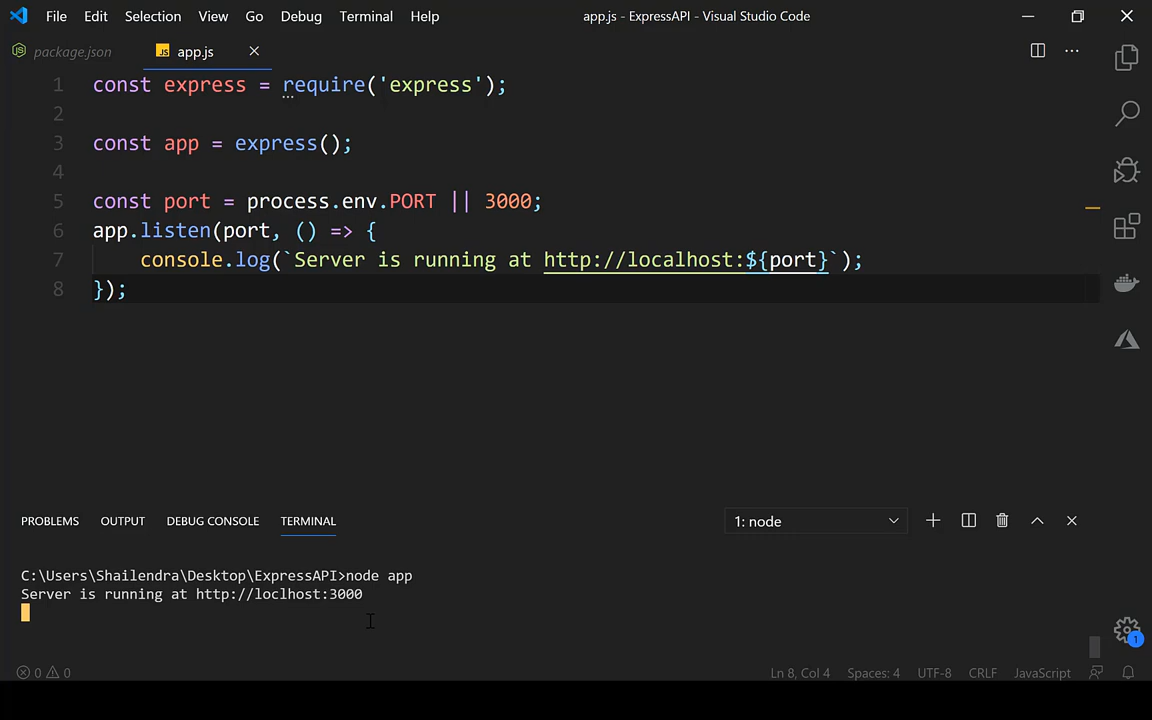 File Edit Selection View Go Debug Terminal Help app.js - ExpressAPI - Visual Studio Code
package.json JS app.js
1 const express = require('express');
2
3 const app = express();
4
5 const port = process.env.PORT || 3000;
6 app.listen(port, () => {
7 console.log(`Server is running at http://localhost:${port}`);
8 });
PROBLEMS OUTPUT DEBUG CONSOLE TERMINAL 1: node
C:\Users\Shailendra\Desktop\ExpressAPI>node app
Server is running at http://loclhost:3000
1
0 0 Ln 8, Col 4 Spaces: 4 UTF-8 CRLF JavaScript